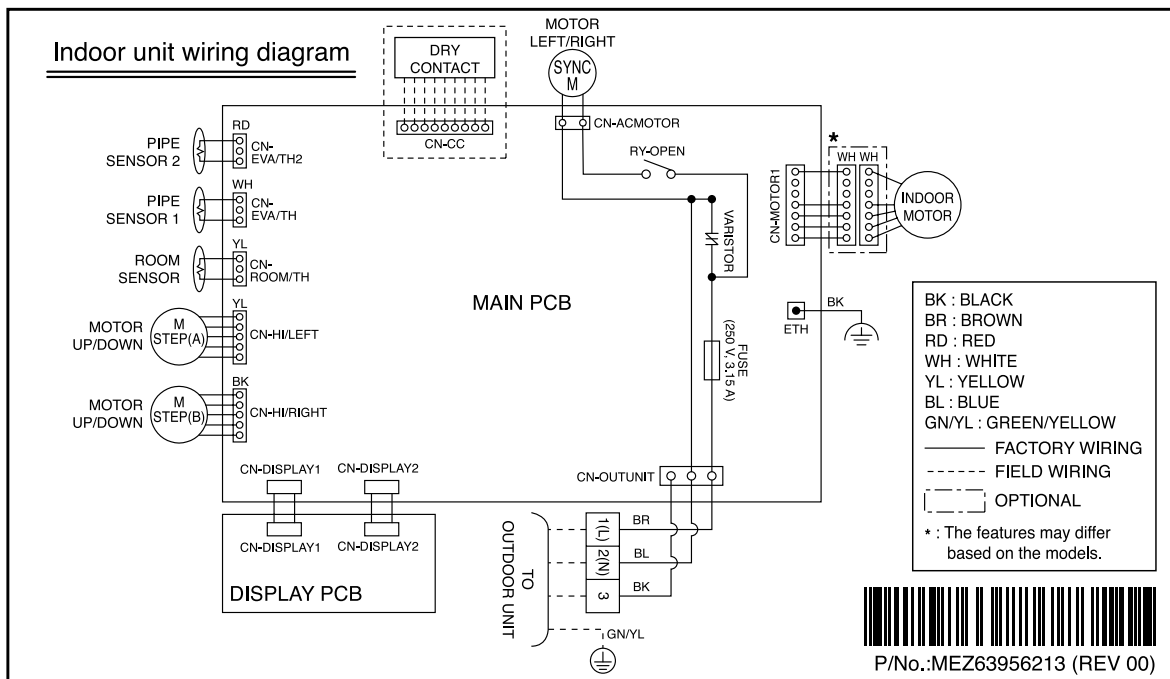 Indoor unit wiring diagram
DRY
CONTACT
CN-CC
MOTOR
LEFT/RIGHT
SYNC
M
CN-ACMOTOR
RY-OPEN
PIPE
SENSOR 2
RD
CN-
EVA/TH2
PIPE
SENSOR 1
WH
CN-
EVA/TH
ROOM
SENSOR
YL
CN-
ROOM/TH
MOTOR
UP/DOWN
M
STEP(A)
YL
CN-HI/LEFT
MOTOR
UP/DOWN
M
STEP(B)
BK
CN-HI/RIGHT
MAIN PCB
VARISTOR
FUSE
(250 V, 3.15 A)
CN-MOTOR1
*
WH WH
INDOOR
MOTOR
ETH
BK
CN-OUTUNIT
CN-DISPLAY1 CN-DISPLAY2
CN-DISPLAY1 CN-DISPLAY2
DISPLAY PCB
TO
OUTDOOR UNIT
1(L) BR
2(N) BL
3 BK
GN/YL
BK : BLACK
BR : BROWN
RD : RED
WH : WHITE
YL : YELLOW
BL : BLUE
GN/YL : GREEN/YELLOW
FACTORY WIRING
FIELD WIRING
OPTIONAL
* : The features may differ
based on the models.
P/No.:MEZ63956213 (REV 00)